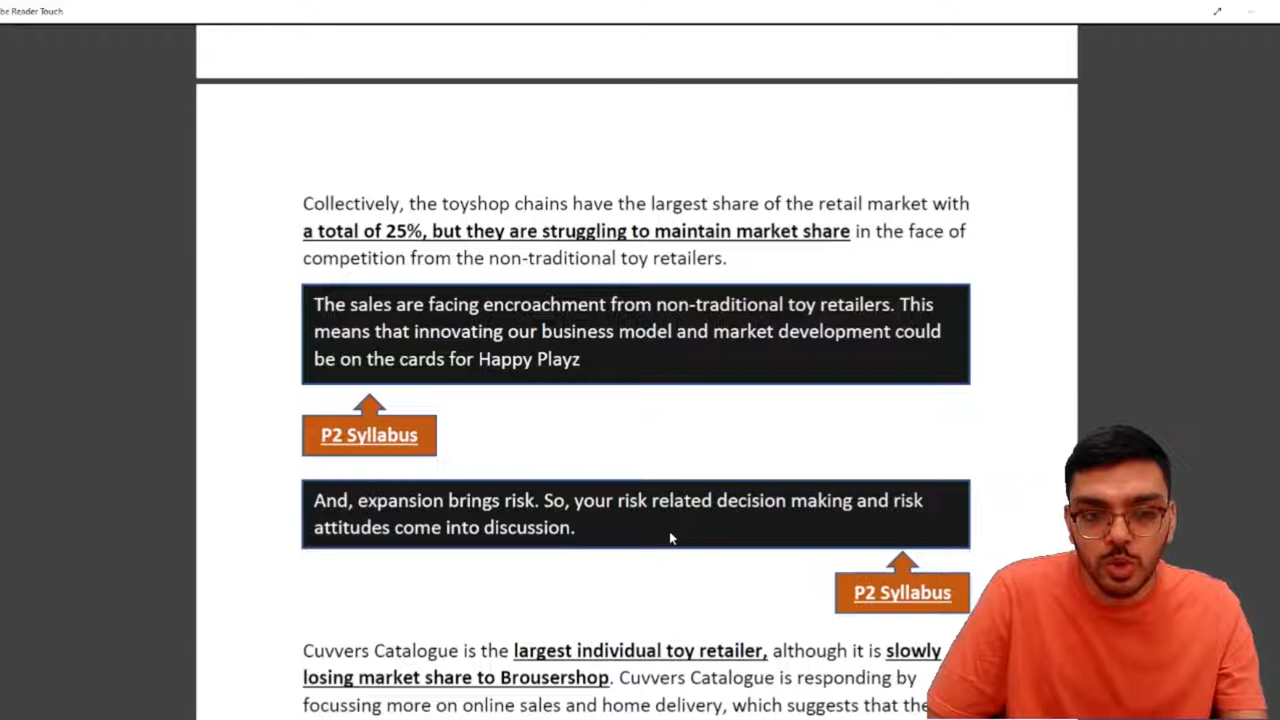 be Reader Touch
Collectively, the toyshop chains have the largest share of the retail market with
a total of 25%, but they are struggling to maintain market share in the face of
competition from the non-traditional toy retailers.
The sales are facing encroachment from non-traditional toy retailers. This
means that innovating our business model and market development could
be on the cards for Happy Playz
P2 Syllabus
And, expansion brings risk. So, your risk related decision making and risk
attitudes come into discussion.
P2 Syllabus
Cuvvers Catalogue is the largest individual toy retailer, although it is slowly
losing market share to Brousershop. Cuvvers Catalogue is responding by
focussing more on online sales and home delivery, which suggests that the